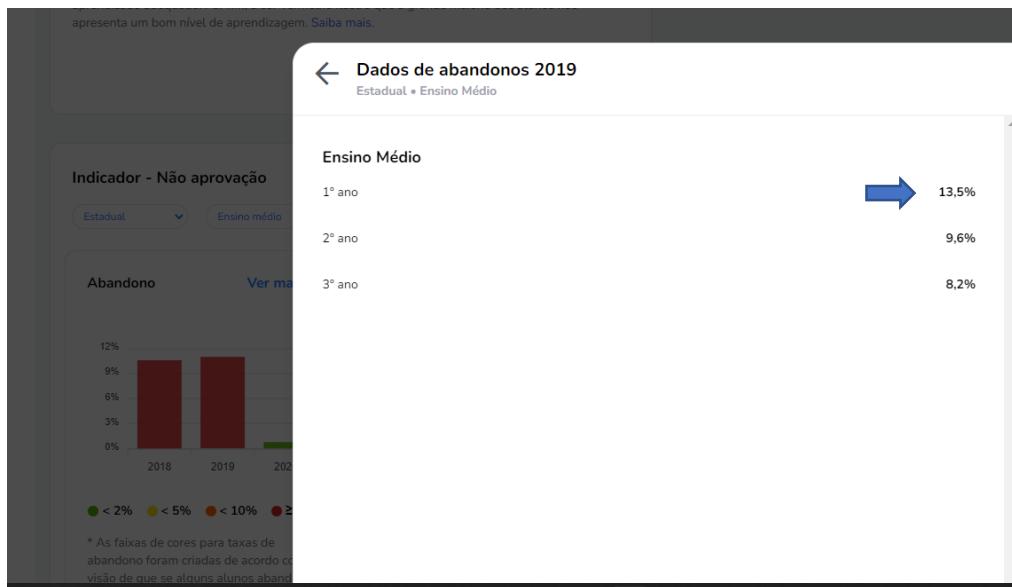 apresenta um bom nível de aprendizagem. Saiba mais.
Dados de abandonos 2019
Estadual • Ensino Médio
Ensino Médio
1º ano 13,5%
2º ano 9,6%
3º ano 8,2%
Indicador - Não aprovação
Estadual Ensino médio
Abandono Ver ma
12%
9%
6%
3%
0%
2018 2019 202
< 2% < 5% < 10% ≥
* As faixas de cores para taxas de
abandono foram criadas de acordo co
visão de que se alguns alunos aband